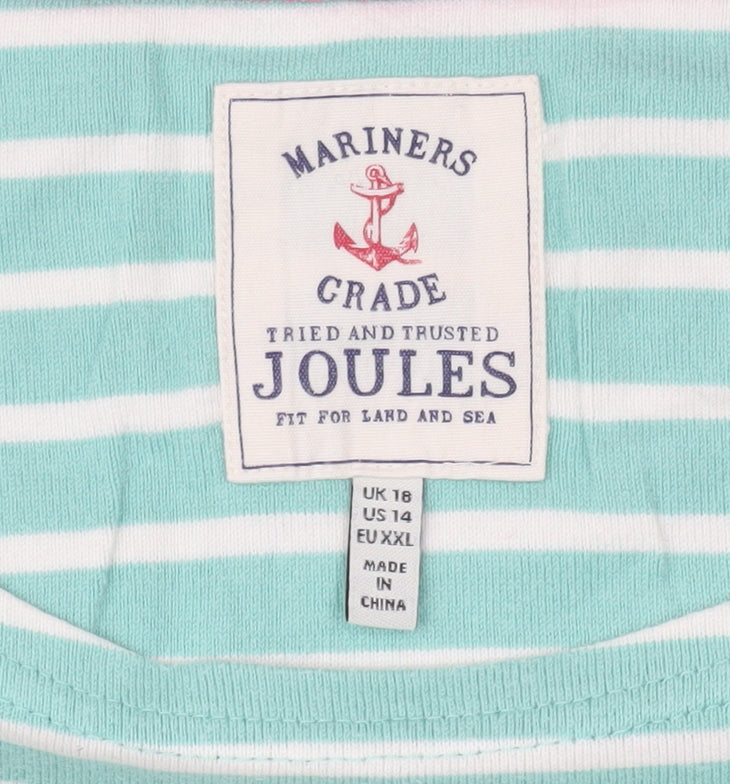 MARINERS
GRADE
TRIED AND TRUSTED
JOULES
FIT FOR LAND AND SEA
UK 18
US 14
EU XXL
MADE
IN
CHINA